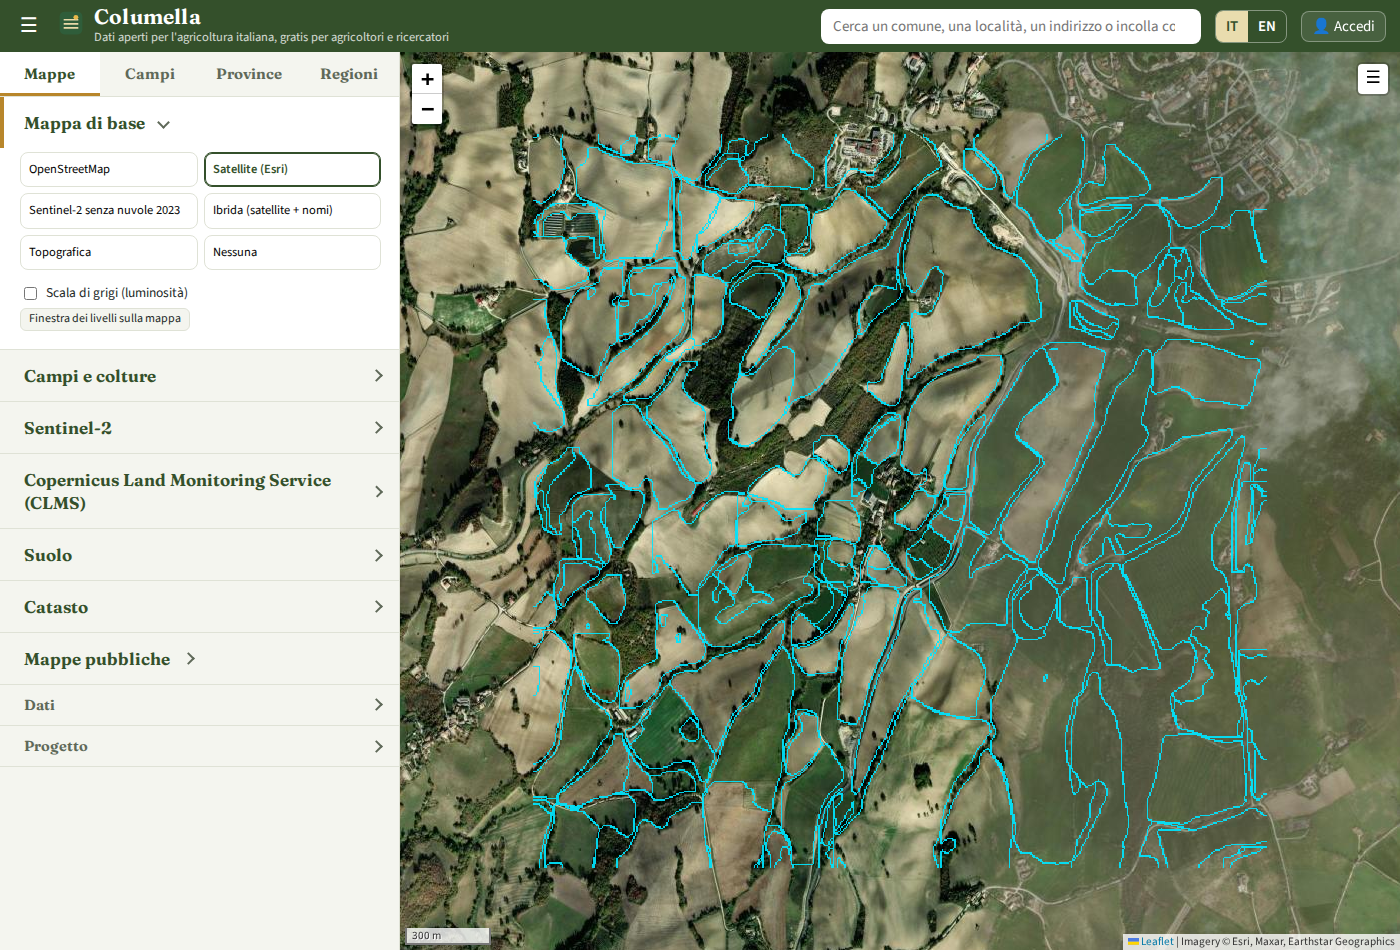 ☰
Columella
Dati aperti per l'agricoltura italiana, gratis per agricoltori e ricercatori
Cerca un comune, una località, un indirizzo o incolla cc
IT EN
Accedi
Mappe Campi Province Regioni
Mappa di base
OpenStreetMap
Satellite (Esri)
Sentinel-2 senza nuvole 2023
Ibrida (satellite + nomi)
Topografica
Nessuna
Scala di grigi (luminosità)
Finestra dei livelli sulla mappa
Campi e colture
Sentinel-2
Copernicus Land Monitoring Service
(CLMS)
Suolo
Catasto
Mappe pubbliche
Dati
Progetto
+
−
☰
300 m
Leaflet | Imagery © Esri, Maxar, Earthstar Geographics